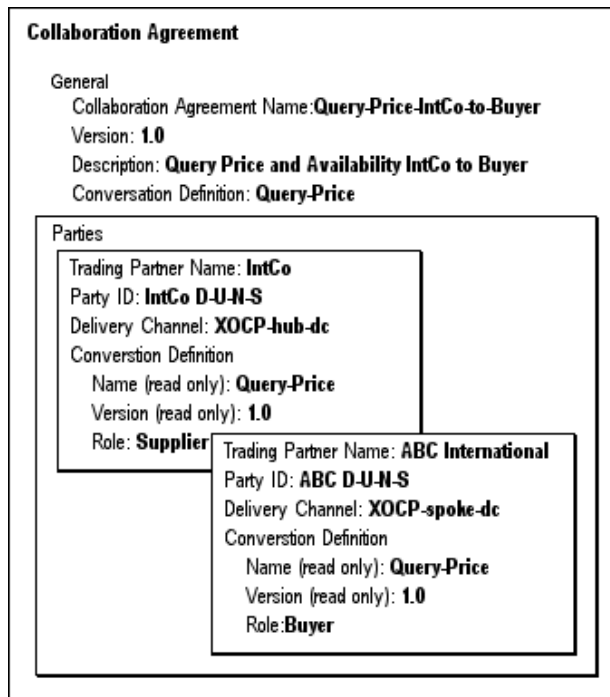 Collaboration Agreement
General
Collaboration Agreement Name:Query-Price-IntCo-to-Buyer
Version: 1.0
Description: Query Price and Availability IntCo to Buyer
Conversation Definition: Query-Price
Parties
Trading Partner Name: IntCo
Party ID: IntCo D-U-N-S
Delivery Channel: XOCP-hub-dc
Converstion Definition
Name (read only): Query-Price
Version (read only): 1.0
Role: Supplier
Trading Partner Name: ABC International
Party ID: ABC D-U-N-S
Delivery Channel: XOCP-spoke-dc
Converstion Definition
Name (read only): Query-Price
Version (read only): 1.0
Role:Buyer